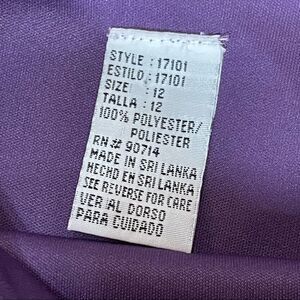 STYLE : 17101
ESTILO : 17101
SIZE : 12
TALLA : 12
100% POLYESTER/
POLIESTER
RN# 90714
MADE IN SRI LANKA
HECHO EN SRI LANKA
SEE REVERSE FOR CARE
VER AL DORSO
PARA CUIDADO